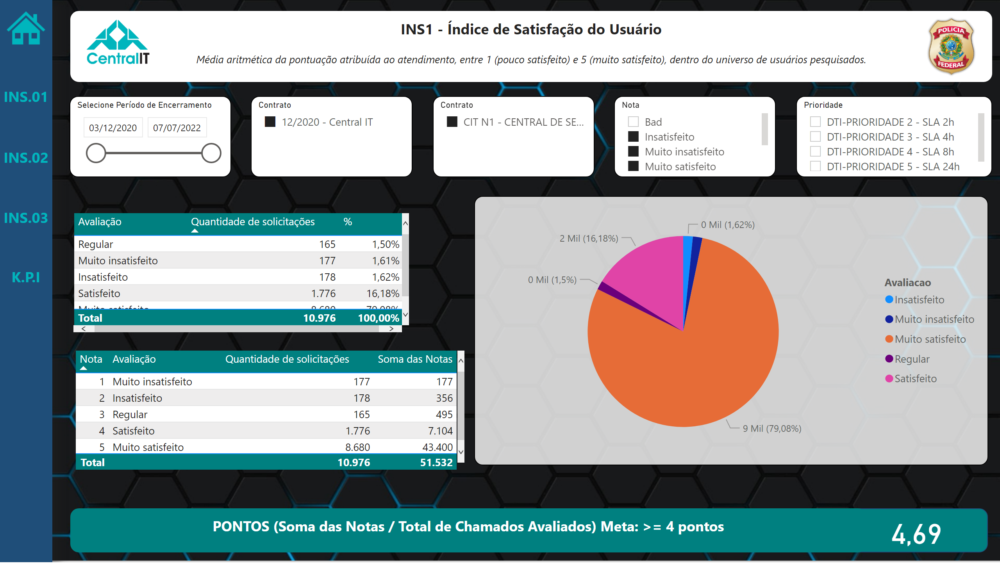 INS1 - Índice de Satisfação do Usuário
CentralIT
Média aritmética da pontuação atribuída ao atendimento, entre 1 (pouco satisfeito) e 5 (muito satisfeito), dentro do universo de usuários pesquisados.
POLÍCIA
FEDERAL
INS.01
INS.02
INS.03
K.P.I
Selecione Período de Encerramento
03/12/2020 07/07/2022
Contrato
12/2020 - Central IT
Contrato
CIT N1 - CENTRAL DE SE...
Nota
Bad
Insatisfeito
Muito insatisfeito
Muito satisfeito
Prioridade
DTI-PRIORIDADE 2 - SLA 2h
DTI-PRIORIDADE 3 - SLA 4h
DTI-PRIORIDADE 4 - SLA 8h
DTI-PRIORIDADE 5 - SLA 24h
Avaliação Quantidade de solicitações %
Regular 165 1,50%
Muito insatisfeito 177 1,61%
Insatisfeito 178 1,62%
Satisfeito 1.776 16,18%
Muito satisfeito 8.680 79,08%
Total 10.976 100,00%
Nota Avaliação Quantidade de solicitações Soma das Notas
1 Muito insatisfeito 177 177
2 Insatisfeito 178 356
3 Regular 165 495
4 Satisfeito 1.776 7.104
5 Muito satisfeito 8.680 43.400
Total 10.976 51.532
0 Mil (1,62%)
2 Mil (16,18%)
0 Mil (1,5%)
9 Mil (79,08%)
Avaliacao
Insatisfeito
Muito insatisfeito
Muito satisfeito
Regular
Satisfeito
PONTOS (Soma das Notas / Total de Chamados Avaliados) Meta: >= 4 pontos
4,69